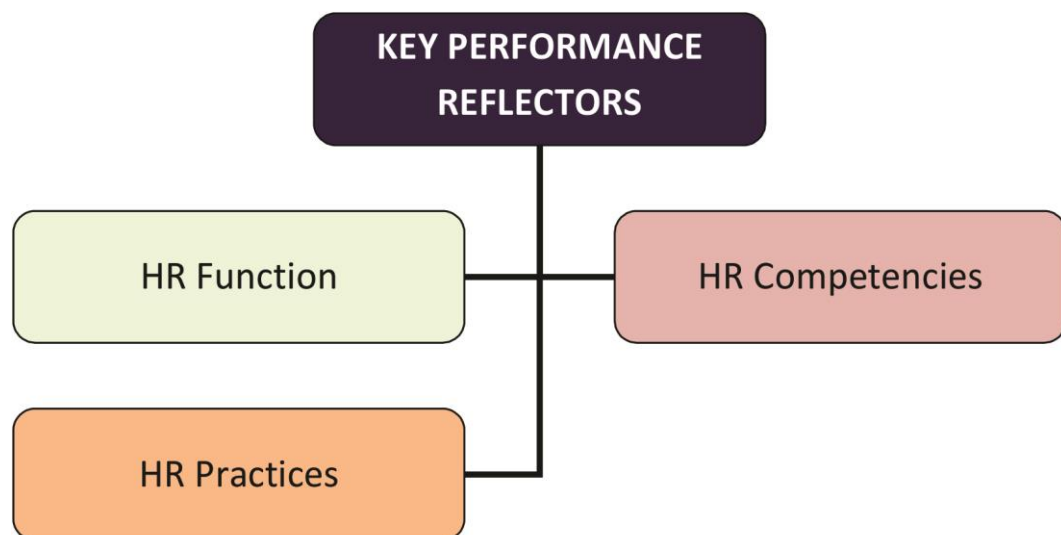 KEY PERFORMANCE
REFLECTORS
HR Function
HR Competencies
HR Practices